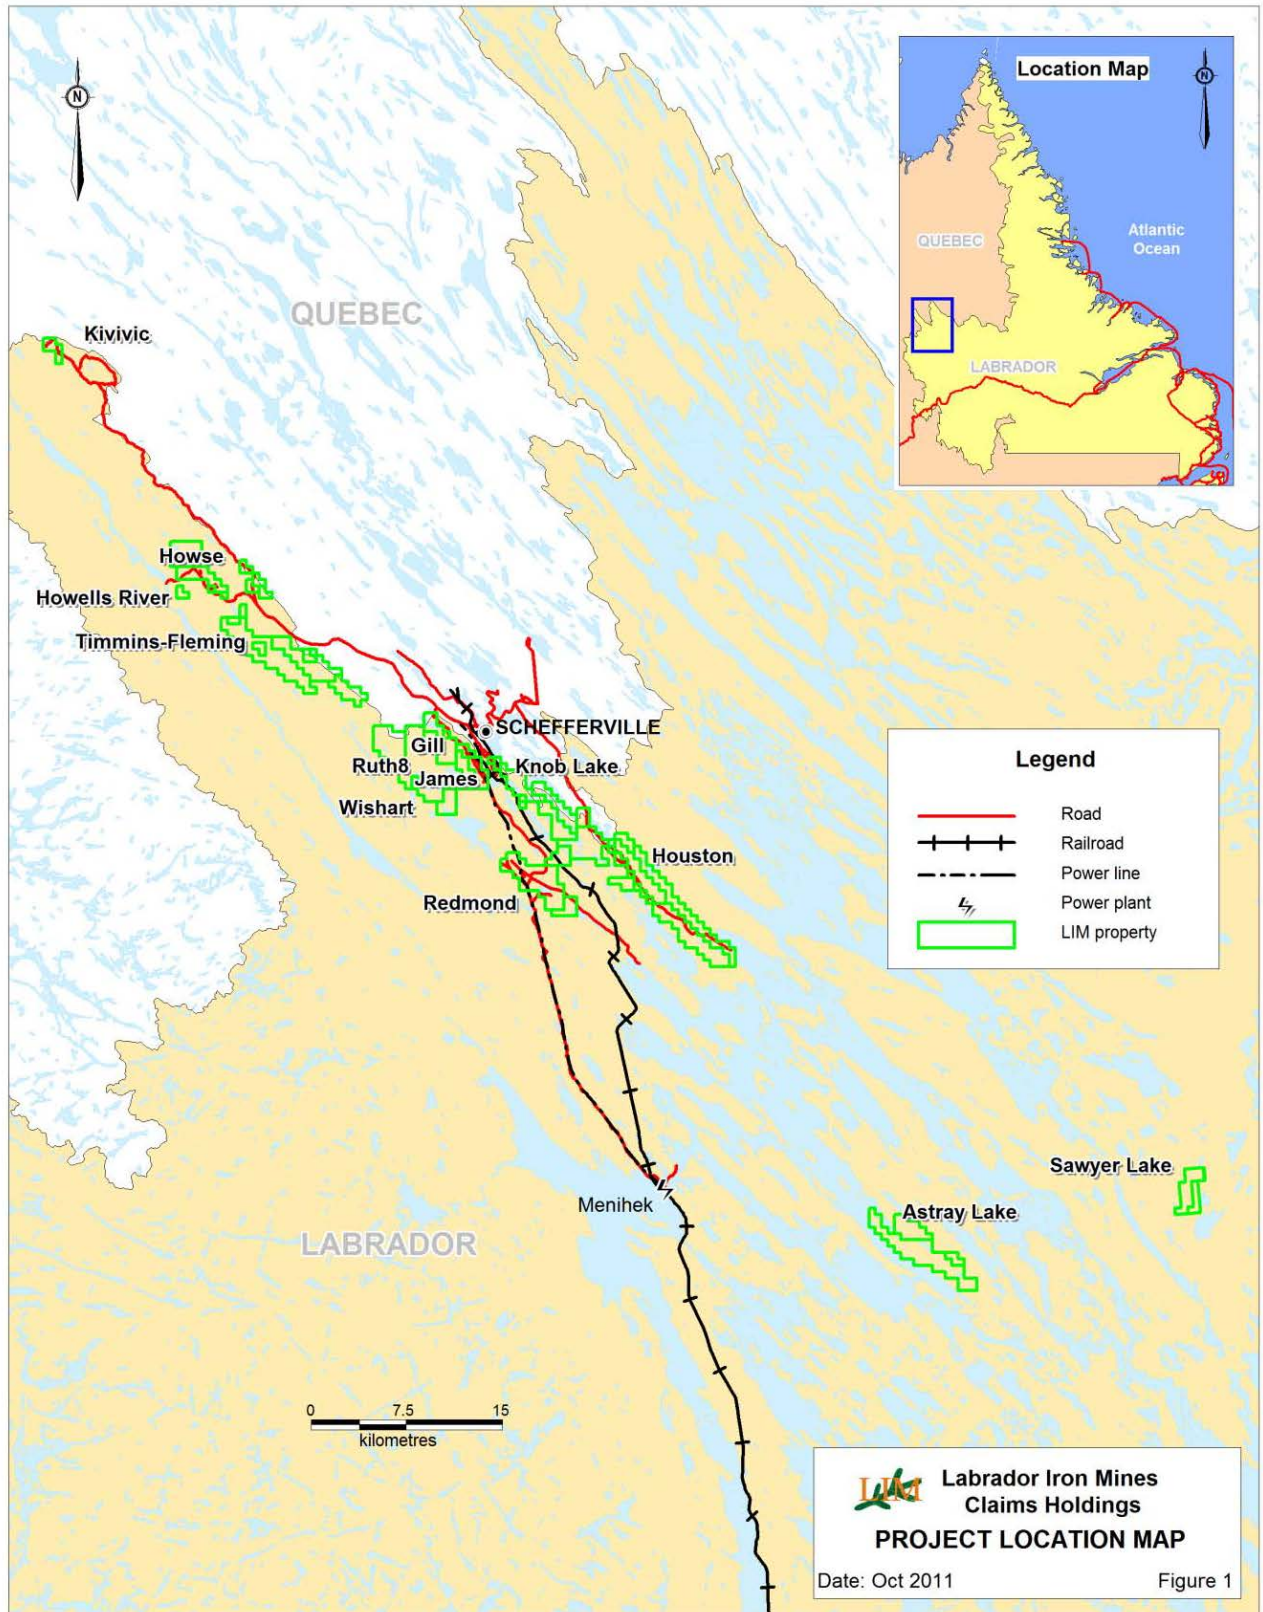 N
Location Map
N
QUEBEC
Atlantic
Ocean
LABRADOR
QUEBEC
Kivivic
Howse
Howells River
Timmins-Fleming
SCHEFFERVILLE
Gill
Ruth8
Knob Lake
James
Wishart
Houston
Redmond
Legend
Road
Railroad
Power line
Power plant
LIM property
Sawyer Lake
Menihek
Astray Lake
LABRADOR
0 7.5 15
kilometres
LIM
Labrador Iron Mines
Claims Holdings
PROJECT LOCATION MAP
Date: Oct 2011 Figure 1